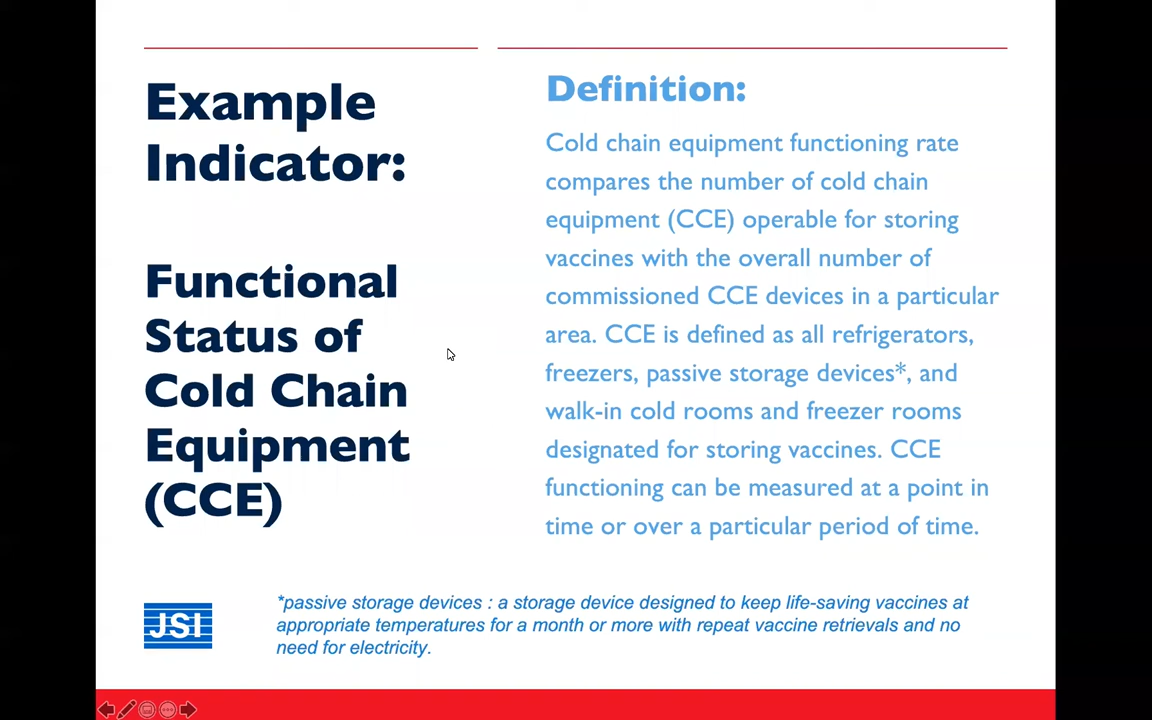 Example
Indicator:
Functional
Status of
Cold Chain
Equipment
(CCE)
Definition:
Cold chain equipment functioning rate
compares the number of cold chain
equipment (CCE) operable for storing
vaccines with the overall number of
commissioned CCE devices in a particular
area. CCE is defined as all refrigerators,
freezers, passive storage devices*, and
walk-in cold rooms and freezer rooms
designated for storing vaccines. CCE
functioning can be measured at a point in
time or over a particular period of time.
JSI
*passive storage devices : a storage device designed to keep life-saving vaccines at
appropriate temperatures for a month or more with repeat vaccine retrievals and no
need for electricity.